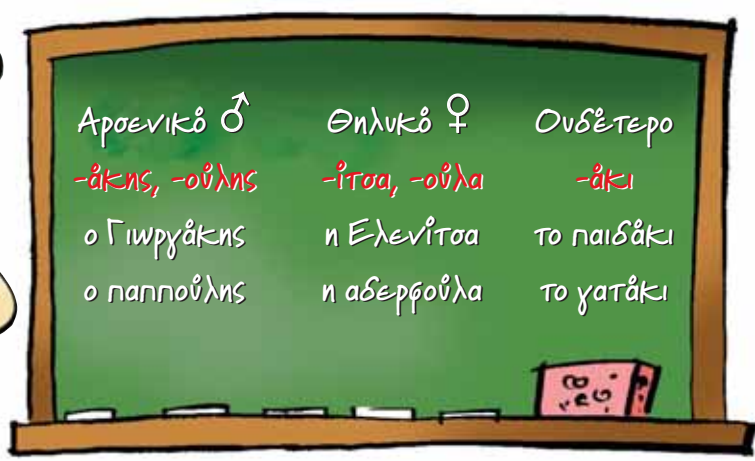 Αρσενικό ♂ Θηλυκό ♀ Ουδέτερο
-άκης, -ούλης -ίτσα, -ούλα -άκι
ο Γιωργάκης η Ελενίτσα το παιδάκι
ο παππούλης η αδερφούλα το γατάκι